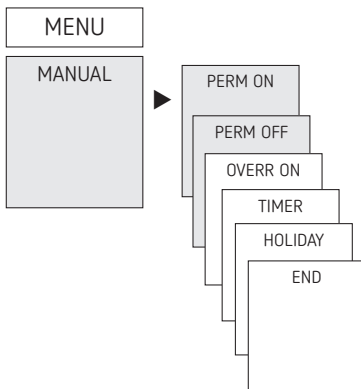 MENU
MANUAL
PERM ON
PERM OFF
OVERR ON
TIMER
HOLIDAY
END